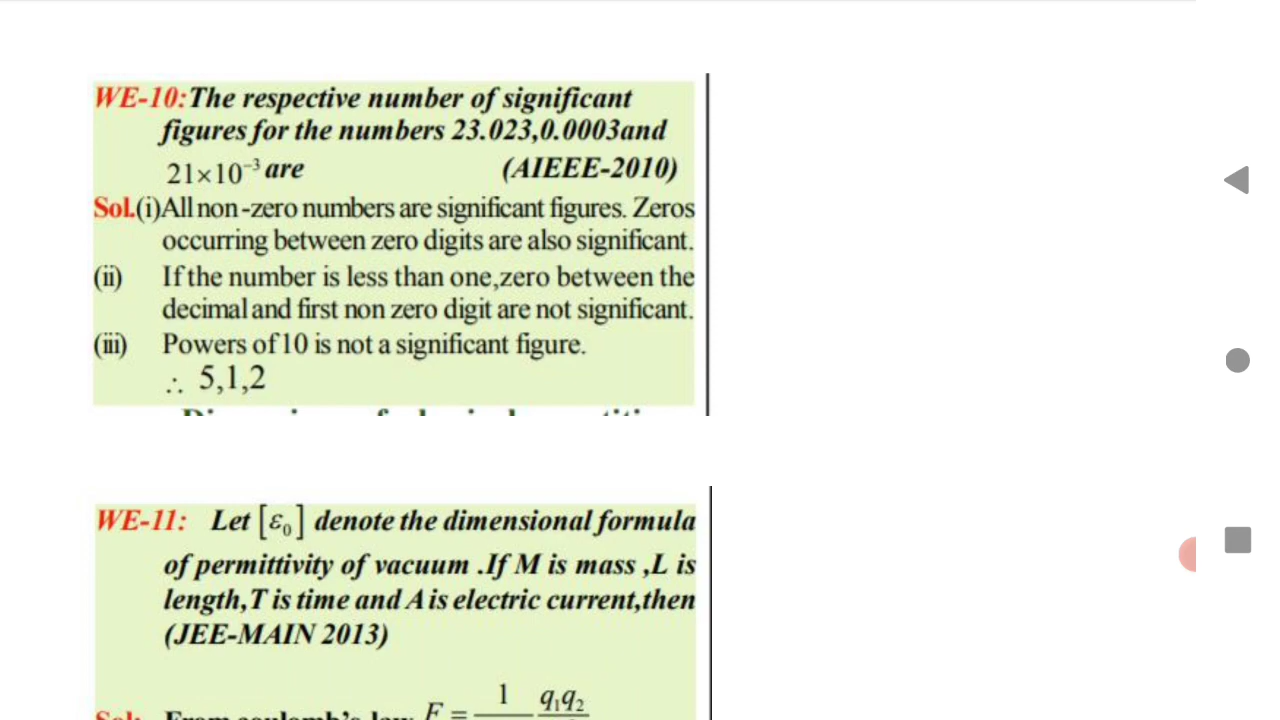 WE-10: The respective number of significant
figures for the numbers 23.023,0.0003and
21×10⁻³ are (AIEEE-2010)
Sol.(i)All non-zero numbers are significant figures. Zeros
occurring between zero digits are also significant.
(ii) If the number is less than one,zero between the
decimal and first non zero digit are not significant.
(iii) Powers of 10 is not a significant figure.
∴ 5,1,2
WE-11: Let [ε₀] denote the dimensional formula
of permittivity of vacuum .If M is mass ,L is
length,T is time and A is electric current,then
(JEE-MAIN 2013)
F = 1 q₁q₂